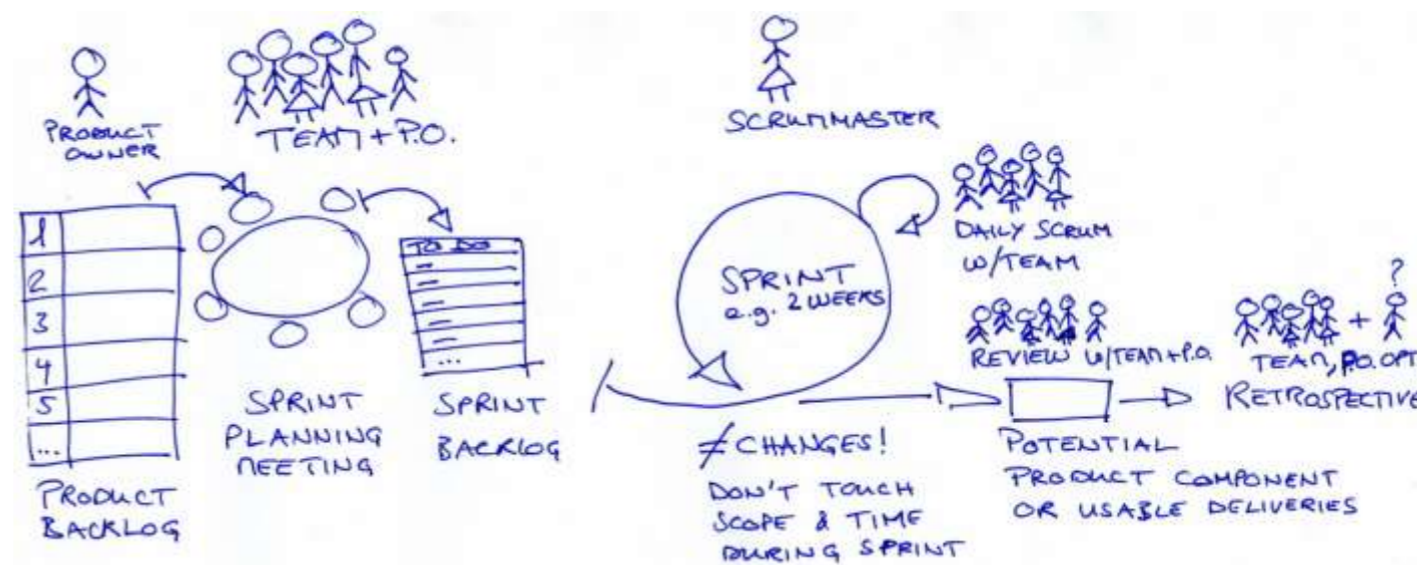 PRODUCT
OWNER
TEAM + P.O.
1
2
3
4
5
...
PRODUCT
BACKLOG
SPRINT
PLANNING
MEETING
TO DO
...
SPRINT
BACKLOG
SCRUMMASTER
SPRINT
e.g. 2 WEEKS
DAILY SCRUM
W/TEAM
≠ CHANGES!
DON'T TOUCH
SCOPE & TIME
DURING SPRINT
REVIEW W/TEAM+P.O.
POTENTIAL
PRODUCT COMPONENT
OR USABLE DELIVERIES
+ ?
TEAM, P.O. OPT
RETROSPECTIVE